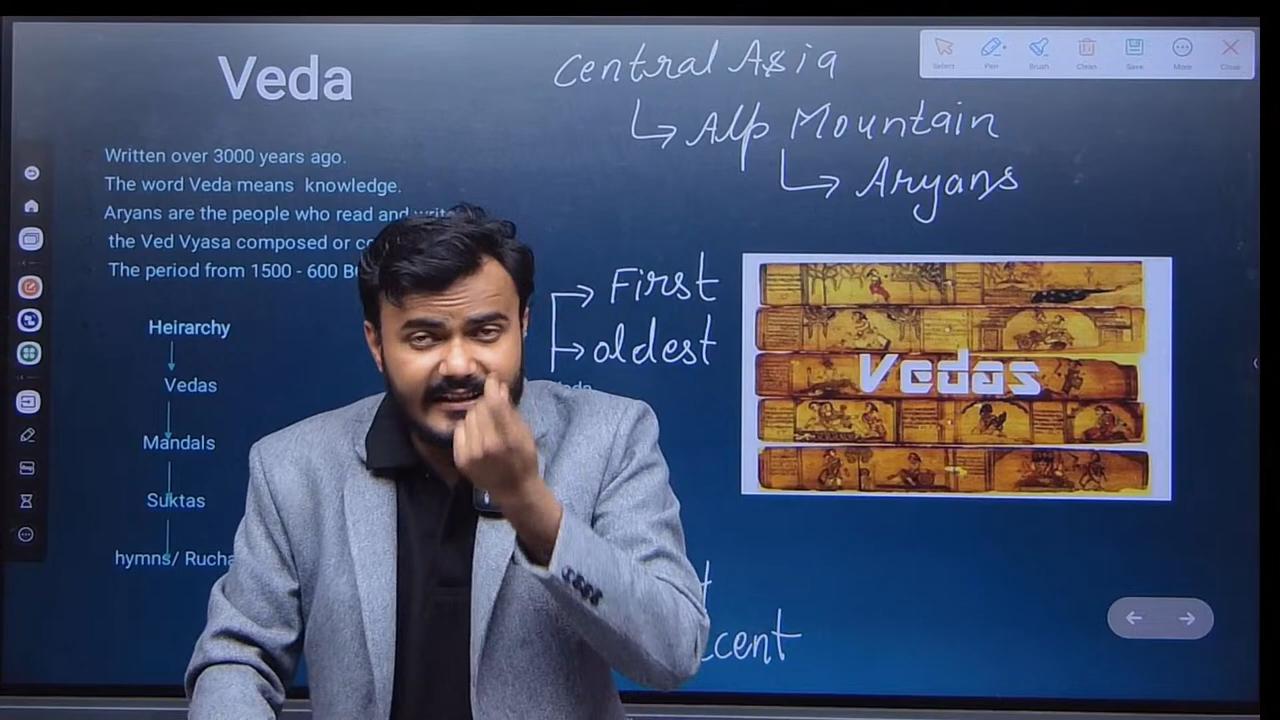 Veda
Central Asia
Alp Mountain
Aryans
Select Pen Brush Clean Save More Close
Written over 3000 years ago.
The word Veda means knowledge.
Aryans are the people who read and
the Ved Vyasa composed or
The period from 1500 - 600
First
oldest
Heirarchy
Vedas
Mandals
Suktas
hymns/ Rucha
Vedas